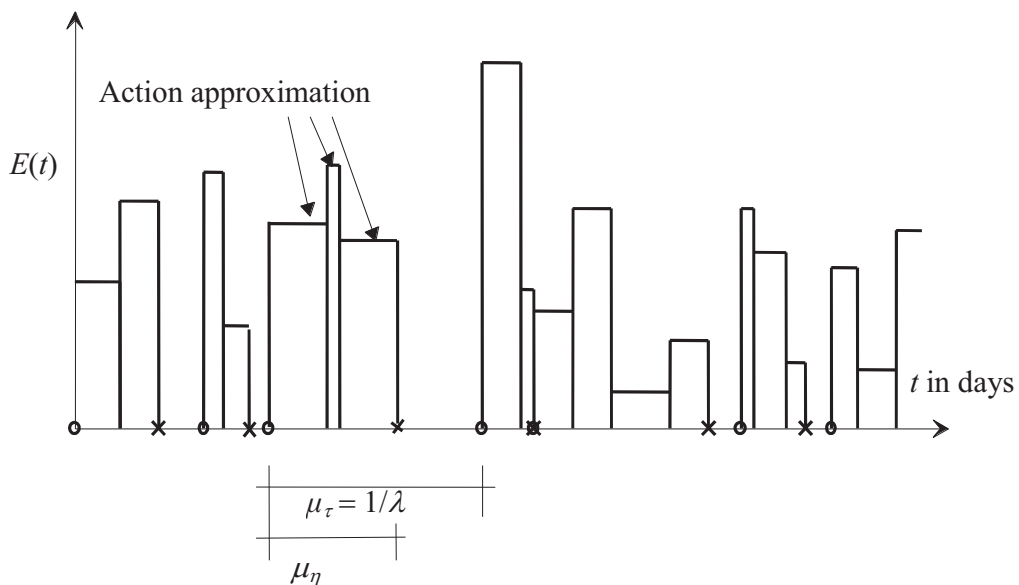 Action approximation
E(t)
t in days
μτ = 1/λ
μη